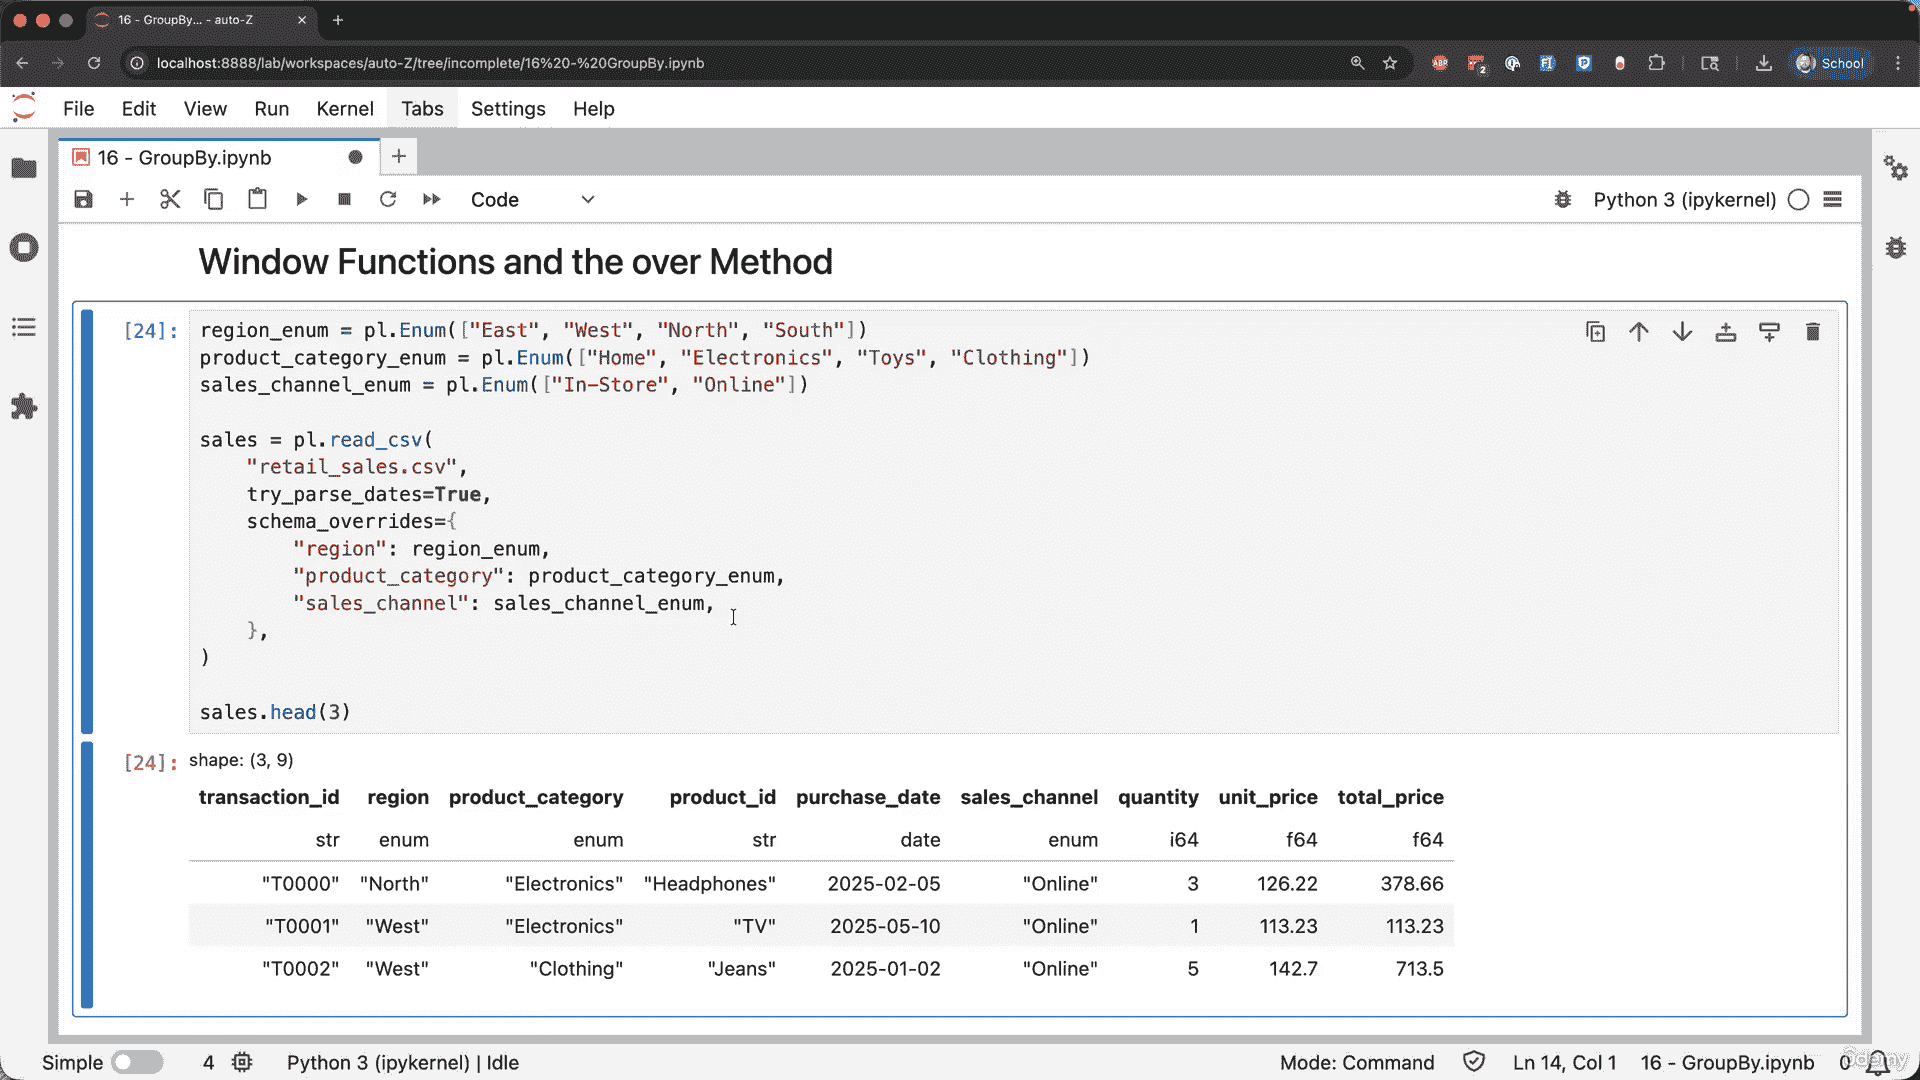 16 - GroupBy... - auto-Z
localhost:8888/lab/workspaces/auto-Z/tree/incomplete/16%20-%20GroupBy.ipynb
ABP
2
School
File Edit View Run Kernel Tabs Settings Help
16 - GroupBy.ipynb
Code
Python 3 (ipykernel)
Window Functions and the over Method
[24]:
region_enum = pl.Enum(["East", "West", "North", "South"])
product_category_enum = pl.Enum(["Home", "Electronics", "Toys", "Clothing"])
sales_channel_enum = pl.Enum(["In-Store", "Online"])
sales = pl.read_csv(
"retail_sales.csv",
try_parse_dates=True,
schema_overrides={
"region": region_enum,
"product_category": product_category_enum,
"sales_channel": sales_channel_enum,
},
)
sales.head(3)
[24]: shape: (3, 9)
transaction_id region product_category product_id purchase_date sales_channel quantity unit_price total_price
str enum enum str date enum i64 f64 f64
"T0000" "North" "Electronics" "Headphones" 2025-02-05 "Online" 3 126.22 378.66
"T0001" "West" "Electronics" "TV" 2025-05-10 "Online" 1 113.23 113.23
"T0002" "West" "Clothing" "Jeans" 2025-01-02 "Online" 5 142.7 713.5
Simple 4 Python 3 (ipykernel) | Idle Mode: Command Ln 14, Col 1 16 - GroupBy.ipynb 0
Udemy